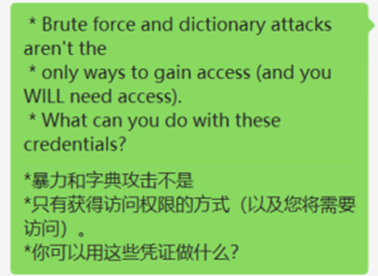 * Brute force and dictionary attacks
aren't the
* only ways to gain access (and you
WILL need access).
* What can you do with these
credentials?
*暴力和字典攻击不是
*只有获得访问权限的方式（以及您将需要
访问）。
*你可以用这些凭证做什么？